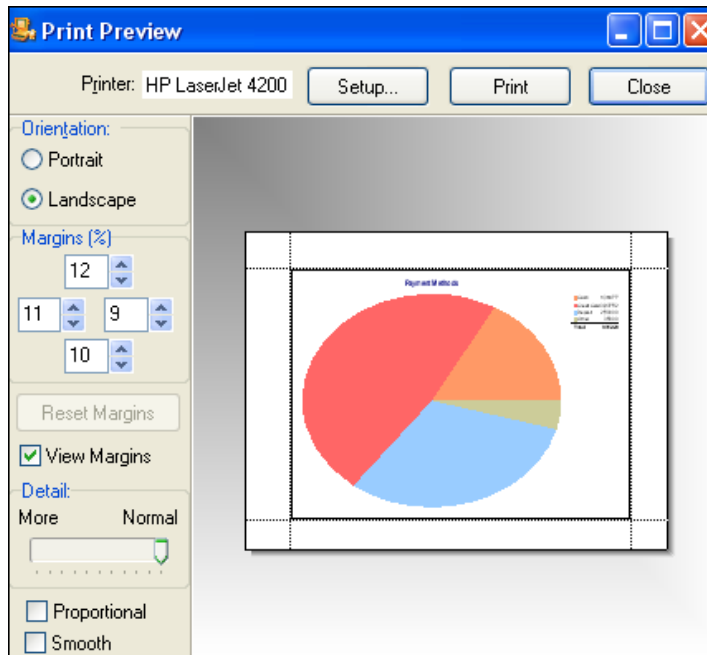 Print Preview
Printer: HP LaserJet 4200 Setup... Print Close
Orientation:
Portrait
Landscape
Margins (%)
12
11 9
10
Reset Margins
View Margins
Detail:
More Normal
Proportional
Smooth
Payment Methods